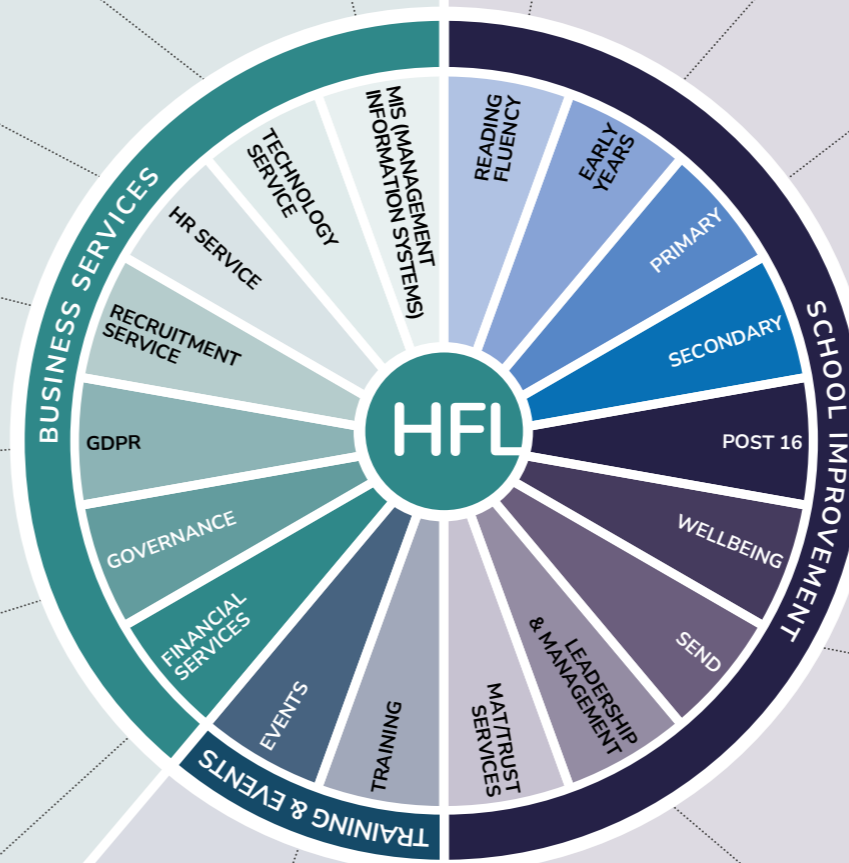 HFL
SCHOOL IMPROVEMENT
READING
FLUENCY
EARLY
YEARS
PRIMARY
SECONDARY
POST 16
WELLBEING
SEND
LEADERSHIP
& MANAGEMENT
MAT/TRUST
SERVICES
TRAINING & EVENTS
TRAINING
EVENTS
BUSINESS SERVICES
FINANCIAL
SERVICES
GOVERNANCE
GDPR
RECRUITMENT
SERVICE
HR SERVICE
TECHNOLOGY
SERVICE
MIS (MANAGEMENT
INFORMATION SYSTEMS)